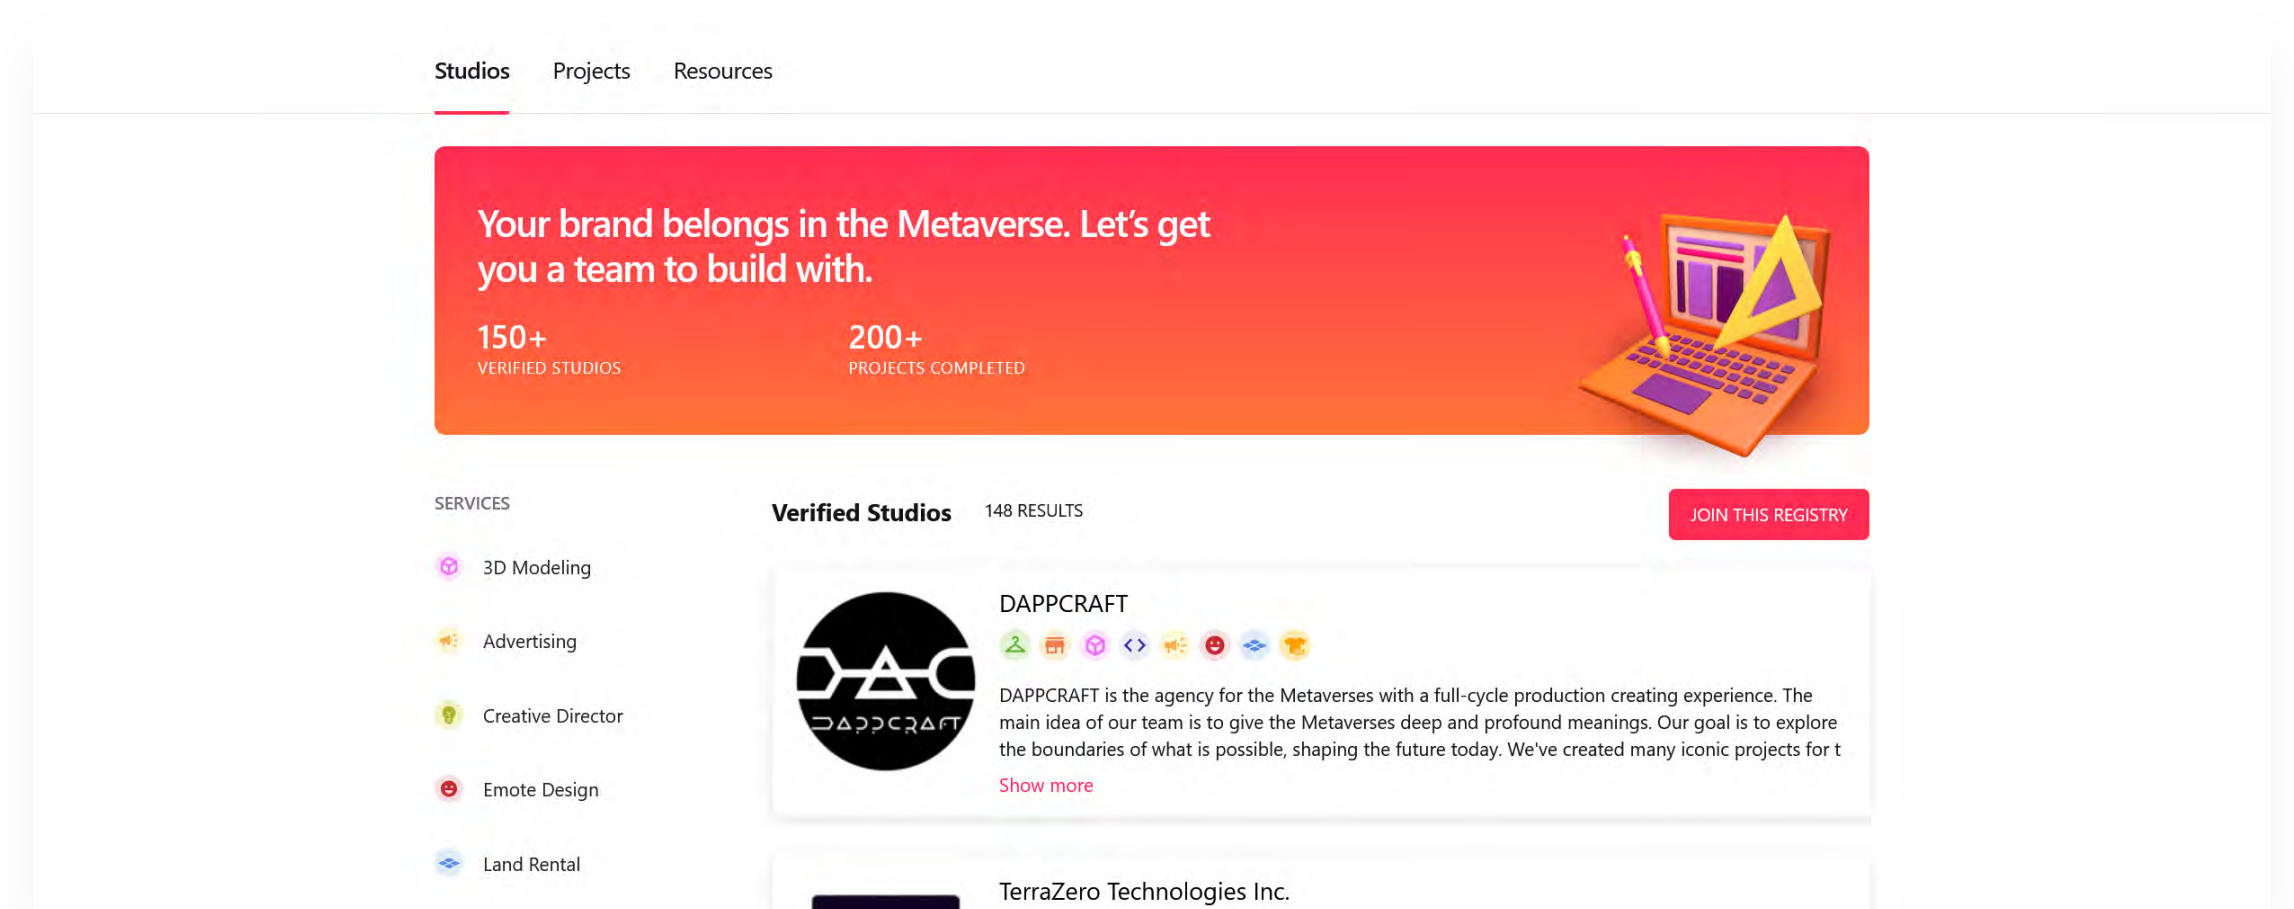 Studios Projects Resources
Your brand belongs in the Metaverse. Let’s get
you a team to build with.
150+ 200+
VERIFIED STUDIOS PROJECTS COMPLETED
SERVICES
3D Modeling
Advertising
Creative Director
Emote Design
Land Rental
Verified Studios 148 RESULTS
JOIN THIS REGISTRY
DAPPCRAFT
DAPPCRAFT
DAPPCRAFT is the agency for the Metaverses with a full-cycle production creating experience. The
main idea of our team is to give the Metaverses deep and profound meanings. Our goal is to explore
the boundaries of what is possible, shaping the future today. We've created many iconic projects for t
Show more
TerraZero Technologies Inc.